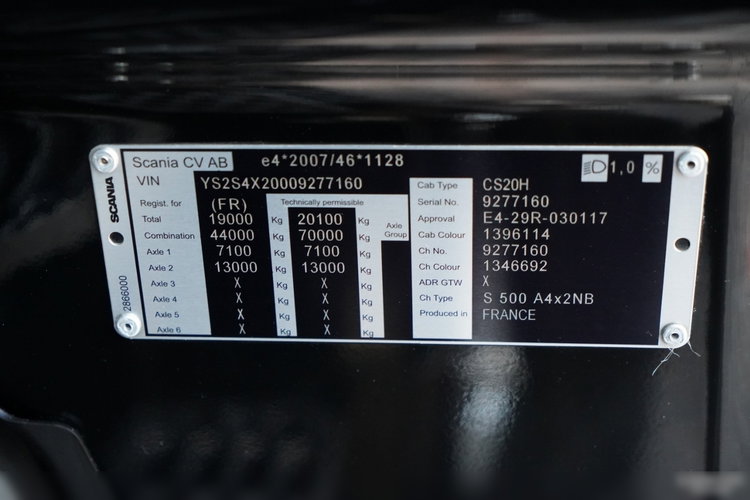 Scania CV AB e4*2007/46*1128 1,0 %
VIN YS2S4X20009277160
Regist. for (FR) Technically permissible
Total 19000 Kg 20100 Kg
Combination 44000 Kg 70000 Kg Axle Group
Axle 1 7100 Kg 7100 Kg
Axle 2 13000 Kg 13000 Kg
Axle 3 X Kg X Kg
Axle 4 X Kg X Kg
Axle 5 X Kg X Kg
Axle 6 X Kg X Kg
Cab Type CS20H
Serial No. 9277160
Approval E4-29R-030117
Cab Colour 1396114
Ch No. 9277160
Ch Colour 1346692
ADR GTW X
Ch Type S 500 A4x2NB
Produced in FRANCE
SCANIA
2866000